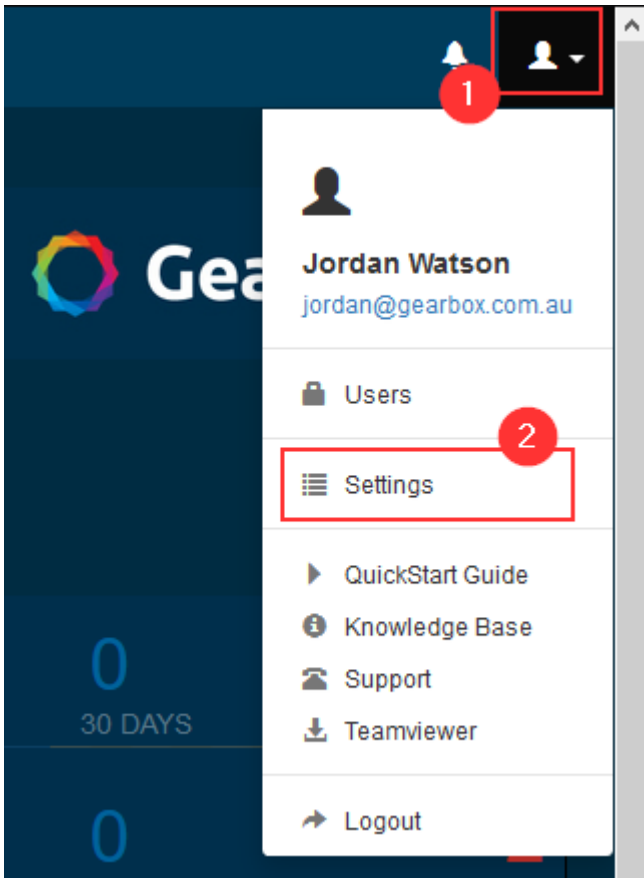 1
Gea
Jordan Watson
jordan@gearbox.com.au
Users
2
Settings
QuickStart Guide
Knowledge Base
Support
Teamviewer
Logout
0
30 DAYS
0